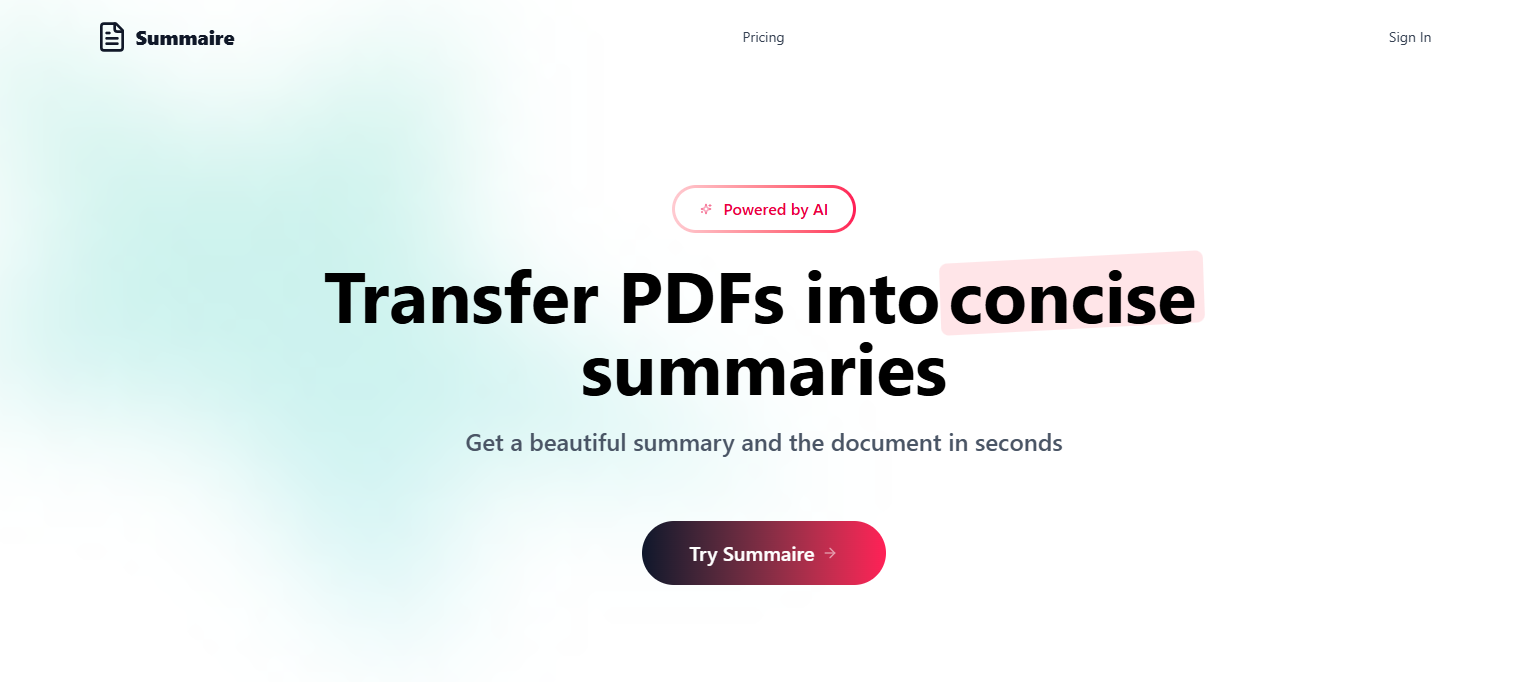 Summaire
Pricing
Sign In
Powered by AI
Transfer PDFs into concise
summaries
Get a beautiful summary and the document in seconds
Try Summaire →